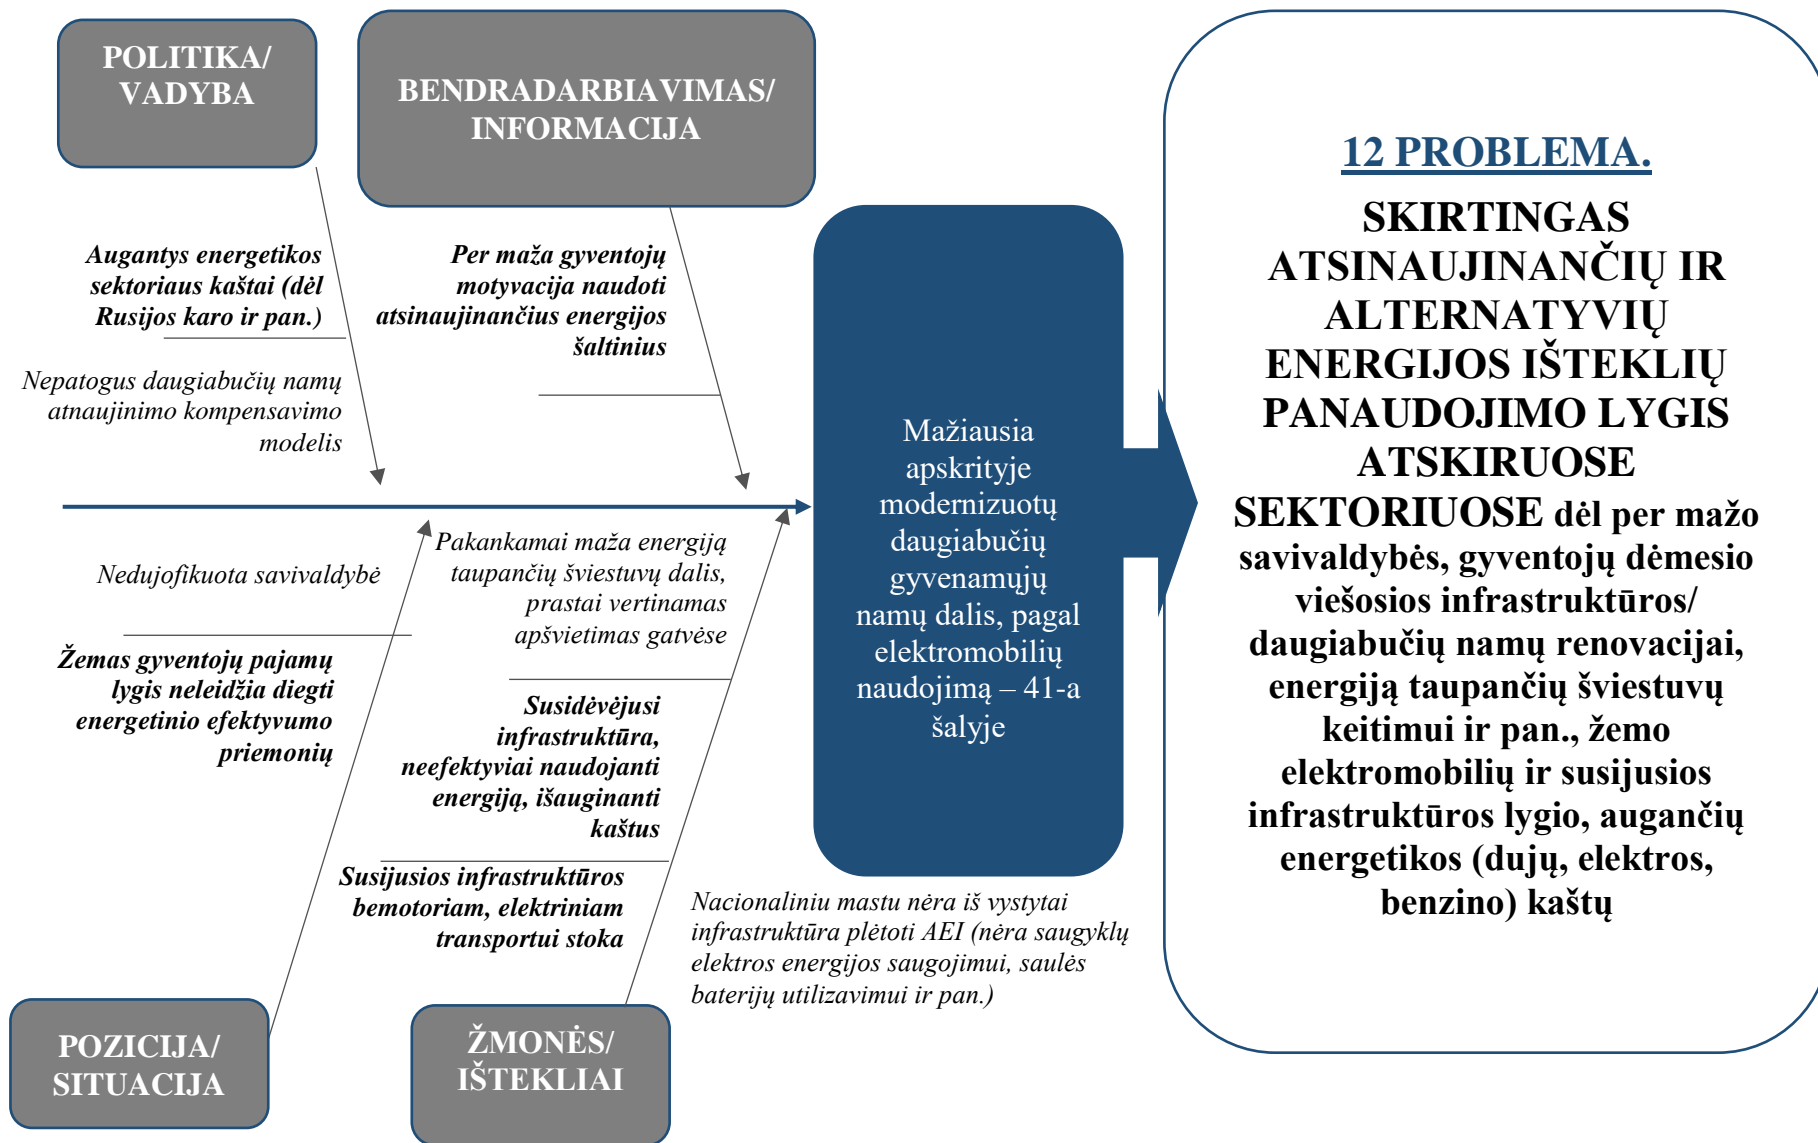 POLITIKA/
VADYBA
BENDRADARBIAVIMAS/
INFORMACIJA
Augantys energetikos
sektoriaus kaštai (dėl
Rusijos karo ir pan.)
Nepatogus daugiabučių namų
atnaujinimo kompensavimo
modelis
Per maža gyventojų
motyvacija naudoti
atsinaujinančius energijos
šaltinius
Nedujofikuota savivaldybė
Žemas gyventojų pajamų
lygis neleidžia diegti
energetinio efektyvumo
priemonių
Pakankamai maža energiją
taupančių šviestuvų dalis,
prastai vertinamas
apšvietimas gatvėse
Susidėvėjusi
infrastruktūra,
neefektyviai naudojanti
energiją, išauginanti
kaštus
Susijusios infrastruktūros
bemotoriam, elektriniam
transportui stoka
Nacionaliniu mastu nėra iš vystytai
infrastruktūra plėtoti AEI (nėra saugyklų
elektros energijos saugojimui, saulės
baterijų utilizavimui ir pan.)
POZICIJA/
SITUACIJA
ŽMONĖS/
IŠTEKLIAI
Mažiausia
apskrityje
modernizuotų
daugiabučių
gyvenamųjų
namų dalis, pagal
elektromobilių
naudojimą – 41-a
šalyje
12 PROBLEMA.
SKIRTINGAS
ATSINAUJINANČIŲ IR
ALTERNATYVIŲ
ENERGIJOS IŠTEKLIŲ
PANAUDOJIMO LYGIS
ATSKIRUOSE
SEKTORIUOSE dėl per mažo
savivaldybės, gyventojų dėmesio
viešosios infrastruktūros/
daugiabučių namų renovacijai,
energiją taupančių šviestuvų
keitimui ir pan., žemo
elektromobilių ir susijusios
infrastruktūros lygio, augančių
energetikos (dujų, elektros,
benzino) kaštų